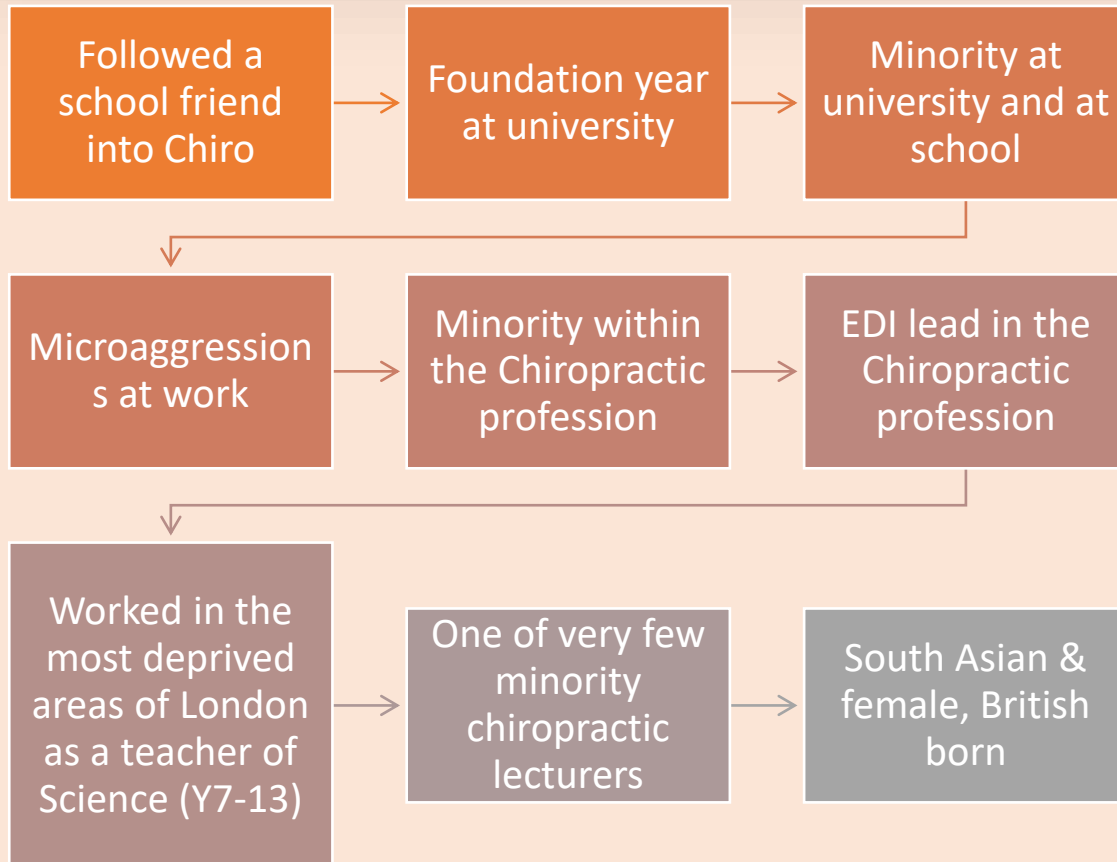 Followed a
school friend
into Chiro
Foundation year
at university
Minority at
university and at
school
Microaggression
s at work
Minority within
the Chiropractic
profession
EDI lead in the
Chiropractic
profession
Worked in the
most deprived
areas of London
as a teacher of
Science (Y7-13)
One of very few
minority
chiropractic
lecturers
South Asian &
female, British
born